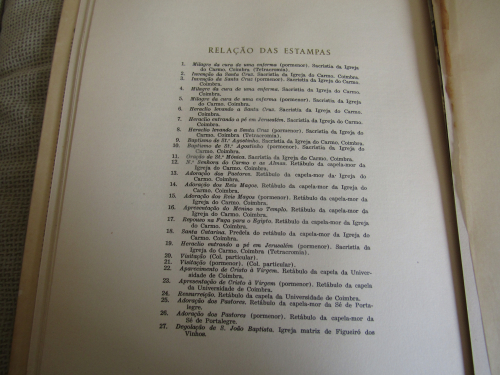 RELAÇÃO DAS ESTAMPAS
1. Milagre da cura de uma enferma (pormenor). Sacristia da Igreja
do Carmo. Coimbra. (Tetracromia).
2. Invenção da Santa Cruz. Sacristia da Igreja do Carmo. Coimbra.
3. Invenção da Santa Cruz (pormenor). Sacristia da Igreja do Carmo.
Coimbra.
4. Milagre da cura de uma enferma (pormenor). Sacristia da Igreja
do Carmo. Coimbra.
5. Milagre da cura de uma enferma (pormenor). Sacristia da Igreja
do Carmo. Coimbra.
6. Heraclio levando a Santa Cruz. Sacristia da Igreja do Carmo.
Coimbra.
7. Heraclio entrando a pé em Jerusalém. Sacristia da Igreja do Carmo.
Coimbra.
8. Heraclio levando a Santa Cruz (pormenor). Sacristia da Igreja do
Carmo. Coimbra. (Tetracromia).
9. Baptismo de St.º Agostinho. Sacristia da Igreja do Carmo. Coimbra.
10. Baptismo de St.º Agostinho (pormenor). Sacristia da Igreja do Carmo.
Coimbra.
11. Oração de St.ª Mónica. Sacristia da Igreja do Carmo. Coimbra.
12. N.ª Senhora do Carmo e as Almas. Retábulo da capela-mor da
Igreja do Carmo. Coimbra.
13. Adoração dos Pastores. Retábulo da capela-mor da Igreja do
Carmo. Coimbra.
14. Adoração dos Reis Magos. Retábulo da capela-mor da Igreja
do Carmo. Coimbra.
15. Adoração dos Reis Magos (pormenor). Retábulo da capela-mor da
Igreja do Carmo. Coimbra.
16. Apresentação do Menino no Templo. Retábulo da capela-mor
da Igreja do Carmo. Coimbra.
17. Repouso na Fuga para o Egipto. Retábulo da capela-mor da Igreja
do Carmo. Coimbra.
18. Santa Catarina. Predela do retábulo da capela-mor da Igreja
do Carmo. Coimbra.
19. Heraclio entrando a pé em Jerusalém (pormenor). Sacristia da
Igreja do Carmo. Coimbra (Tetracromia).
20. Visitação (Col. particular).
21. Visitação (pormenor). (Col. particular).
22. Aparecimento de Cristo à Virgem. Retábulo da capela da Univer-
sidade de Coimbra.
23. Apresentação de Cristo à Virgem (pormenor). Retábulo da capela
da Universidade de Coimbra.
24. Ressurreição. Retábulo da capela da Universidade de Coimbra.
25. Adoração dos Pastores. Retábulo da capela-mor da Sé de Porta-
legre.
26. Adoração dos Pastores (pormenor). Retábulo da capela-mor da
Sé de Portalegre.
27. Degolação de S. João Baptista. Igreja matriz de Figueiró dos
Vinhos.